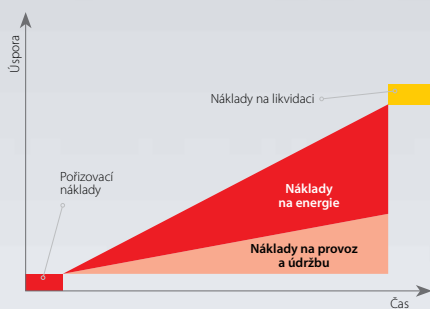 Úspora
Náklady na likvidaci
Pořizovací
náklady
Náklady
na energie
Náklady na provoz
a údržbu
Čas